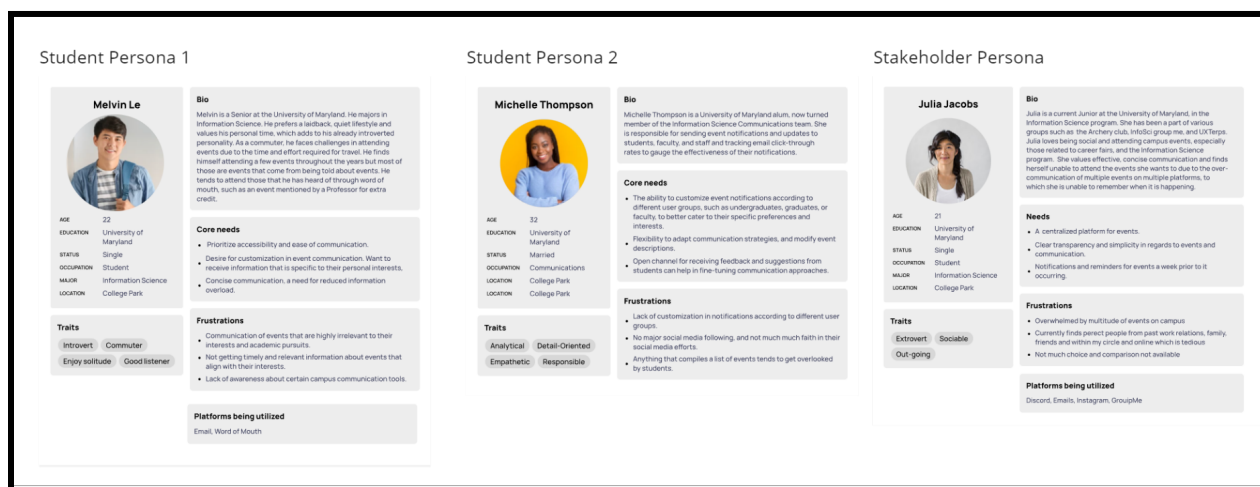 Student Persona 1
Melvin Le
AGE 22
EDUCATION University of
Maryland
STATUS Single
OCCUPATION Student
MAJOR Information Science
LOCATION College Park
Traits
Introvert Commuter
Enjoy solitude Good listener
Bio
Melvin is a Senior at the University of Maryland. He majors in
Information Science. He prefers a laidback, quiet lifestyle and
values his personal time, which adds to his already introverted
personality. As a commuter, he faces challenges in attending
events due to the time and effort required for travel. He finds
himself attending a few events throughout the years but most of
those are events that come from being told about events. He
tends to attend those that he has heard of through word of
mouth, such as an event mentioned by a Professor for extra
credit.
Core needs
• Prioritize accessibility and ease of communication.
• Desire for customization in event communication. Want to
receive information that is specific to their personal interests,
• Concise communication, a need for reduced information
overload.
Frustrations
• Communication of events that are highly irrelevant to their
interests and academic pursuits.
• Not getting timely and relevant information about events that
align with their interests.
• Lack of awareness about certain campus communication tools.
Platforms being utilized
Email, Word of Mouth
Student Persona 2
Michelle Thompson
AGE 32
EDUCATION University of
Maryland
STATUS Married
OCCUPATION Communications
LOCATION College Park
LOCATION College Park
Traits
Analytical Detail-Oriented
Empathetic Responsible
Bio
Michelle Thompson is a University of Maryland alum, now turned
member of the Information Science Communications team. She
is responsible for sending event notifications and updates to
students, faculty, and staff and tracking email click-through
rates to gauge the effectiveness of their notifications.
Core needs
• The ability to customize event notifications according to
different user groups, such as undergraduates, graduates, or
faculty, to better cater to their specific preferences and
interests.
• Flexibility to adapt communication strategies, and modify event
descriptions.
• Open channel for receiving feedback and suggestions from
students can help in fine-tuning communication approaches.
Frustrations
• Lack of customization in notifications according to different user
groups.
• No major social media following, and not much much faith in their
social media efforts.
• Anything that compiles a list of events tends to get overlooked
by students.
Stakeholder Persona
Julia Jacobs
AGE 21
EDUCATION University of
Maryland
STATUS Single
OCCUPATION Student
MAJOR Information Science
LOCATION College Park
Traits
Extrovert Sociable
Out-going
Bio
Julia is a current Junior at the University of Maryland, in the
Information Science program. She has been a part of various
groups such as the Archery club, InfoSci group me, and UXTerps.
Julia loves being social and attending campus events, especially
those related to career fairs, and the Information Science
program. She values effective, concise communication and finds
herself unable to attend the events she wants to due to the over-
communication of multiple events on multiple platforms, to
which she is unable to remember when it is happening.
Needs
• A centralized platform for events.
• Clear transparency and simplicity in regards to events and
communication.
• Notifications and reminders for events a week prior to it
occurring.
Frustrations
• Overwhelmed by multitude of events on campus
• Currently finds perect people from past work relations, family,
friends and within my circle and online which is tedious
• Not much choice and comparison not available
Platforms being utilized
Discord, Emails, Instagram, GrouipMe